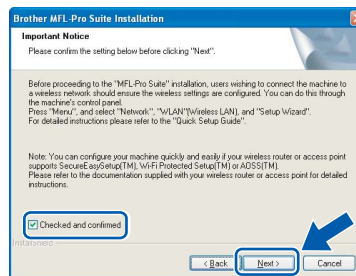 Brother MFL-Pro Suite Installation
Important Notice
Please confirm the setting below before clicking "Next".
Before proceeding to the "MFL-Pro Suite" installation, users wishing to connect the machine to
a wireless network should ensure the wireless settings are configured. You can do this through
the machine's control panel.
Press "Menu", and select "Network", "WLAN"(Wireless LAN), and "Setup Wizard".
For detailed instructions please refer to the "Quick Setup Guide".
Note: You can configure your machine quickly and easily if your wireless router or access point
supports SecureEasySetup(TM), Wi-Fi Protected Setup(TM) or AOSS(TM).
Please refer to the documentation supplied with your wireless router or access point for detailed
instructions.
Checked and confirmed
InstallShield
< Back
Next >
Cancel